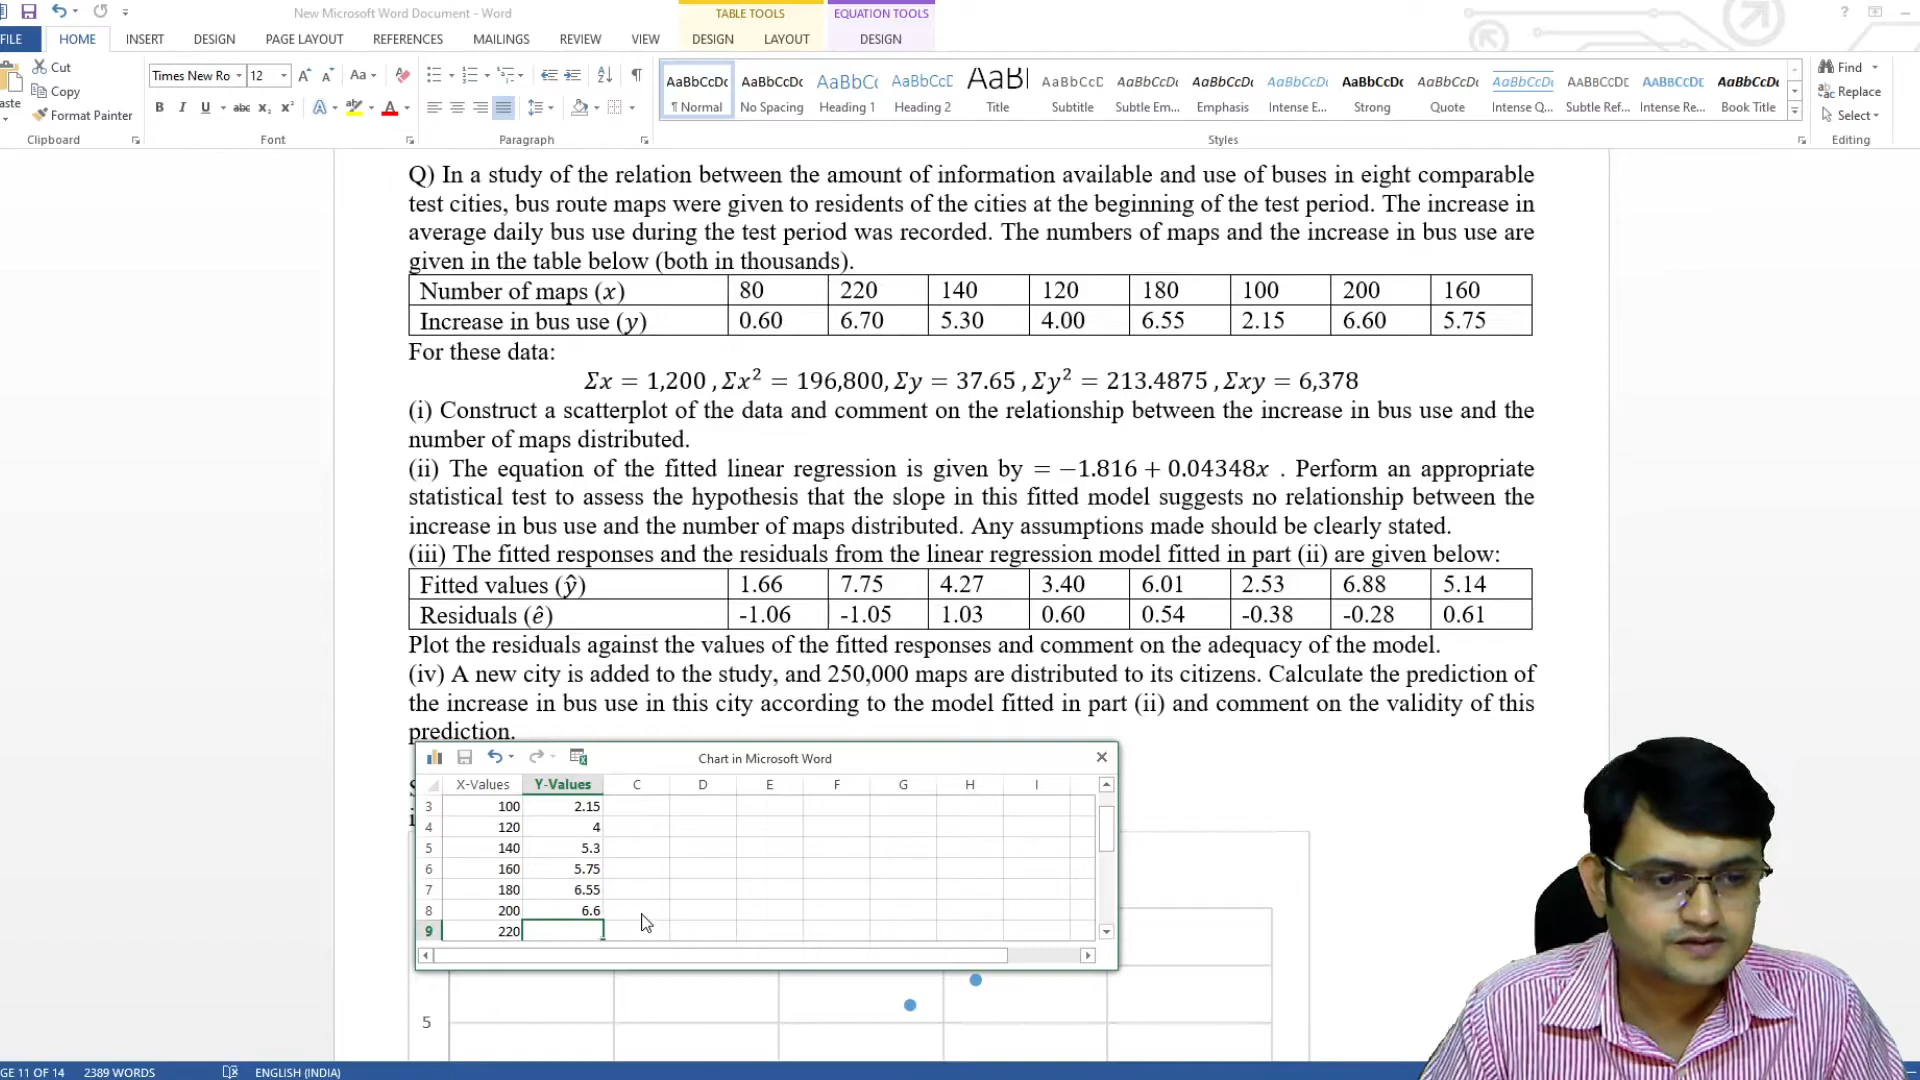 New Microsoft Word Document - Word
TABLE TOOLS
EQUATION TOOLS
FILE
HOME
INSERT
DESIGN
PAGE LAYOUT
REFERENCES
MAILINGS
REVIEW
VIEW
DESIGN
LAYOUT
DESIGN
Cut
Copy
Format Painter
Clipboard
Times New Ro
12
Font
Paragraph
AaBbCcDc AaBbCcDc AaBbC( AaBbCcD AaBl AaBbCcD AaBbCcDc AaBbCcDc AaBbCcDc AaBbCcDc AaBbCcDc AaBbCcDc AABBCCDC AABBCCDC AaBbCcDc
¶ Normal No Spacing Heading 1 Heading 2 Title Subtitle Subtle Em... Emphasis Intense E... Strong Quote Intense Q... Subtle Ref... Intense Re... Book Title
Styles
Find
Replace
Select
Editing
Q) In a study of the relation between the amount of information available and use of buses in eight comparable
test cities, bus route maps were given to residents of the cities at the beginning of the test period. The increase in
average daily bus use during the test period was recorded. The numbers of maps and the increase in bus use are
given in the table below (both in thousands).
Number of maps (x) 80 220 140 120 180 100 200 160
Increase in bus use (y) 0.60 6.70 5.30 4.00 6.55 2.15 6.60 5.75
For these data:
Σx = 1,200 , Σx² = 196,800, Σy = 37.65 , Σy² = 213.4875 , Σxy = 6,378
(i) Construct a scatterplot of the data and comment on the relationship between the increase in bus use and the
number of maps distributed.
(ii) The equation of the fitted linear regression is given by = −1.816 + 0.04348x . Perform an appropriate
statistical test to assess the hypothesis that the slope in this fitted model suggests no relationship between the
increase in bus use and the number of maps distributed. Any assumptions made should be clearly stated.
(iii) The fitted responses and the residuals from the linear regression model fitted in part (ii) are given below:
Fitted values (ŷ) 1.66 7.75 4.27 3.40 6.01 2.53 6.88 5.14
Residuals (ê) -1.06 -1.05 1.03 0.60 0.54 -0.38 -0.28 0.61
Plot the residuals against the values of the fitted responses and comment on the adequacy of the model.
(iv) A new city is added to the study, and 250,000 maps are distributed to its citizens. Calculate the prediction of
the increase in bus use in this city according to the model fitted in part (ii) and comment on the validity of this
prediction.
Chart in Microsoft Word
X-Values Y-Values C D E F G H I
3 100 2.15
4 120 4
5 140 5.3
6 160 5.75
7 180 6.55
8 200 6.6
9 220
5
GE 11 OF 14
2389 WORDS
ENGLISH (INDIA)